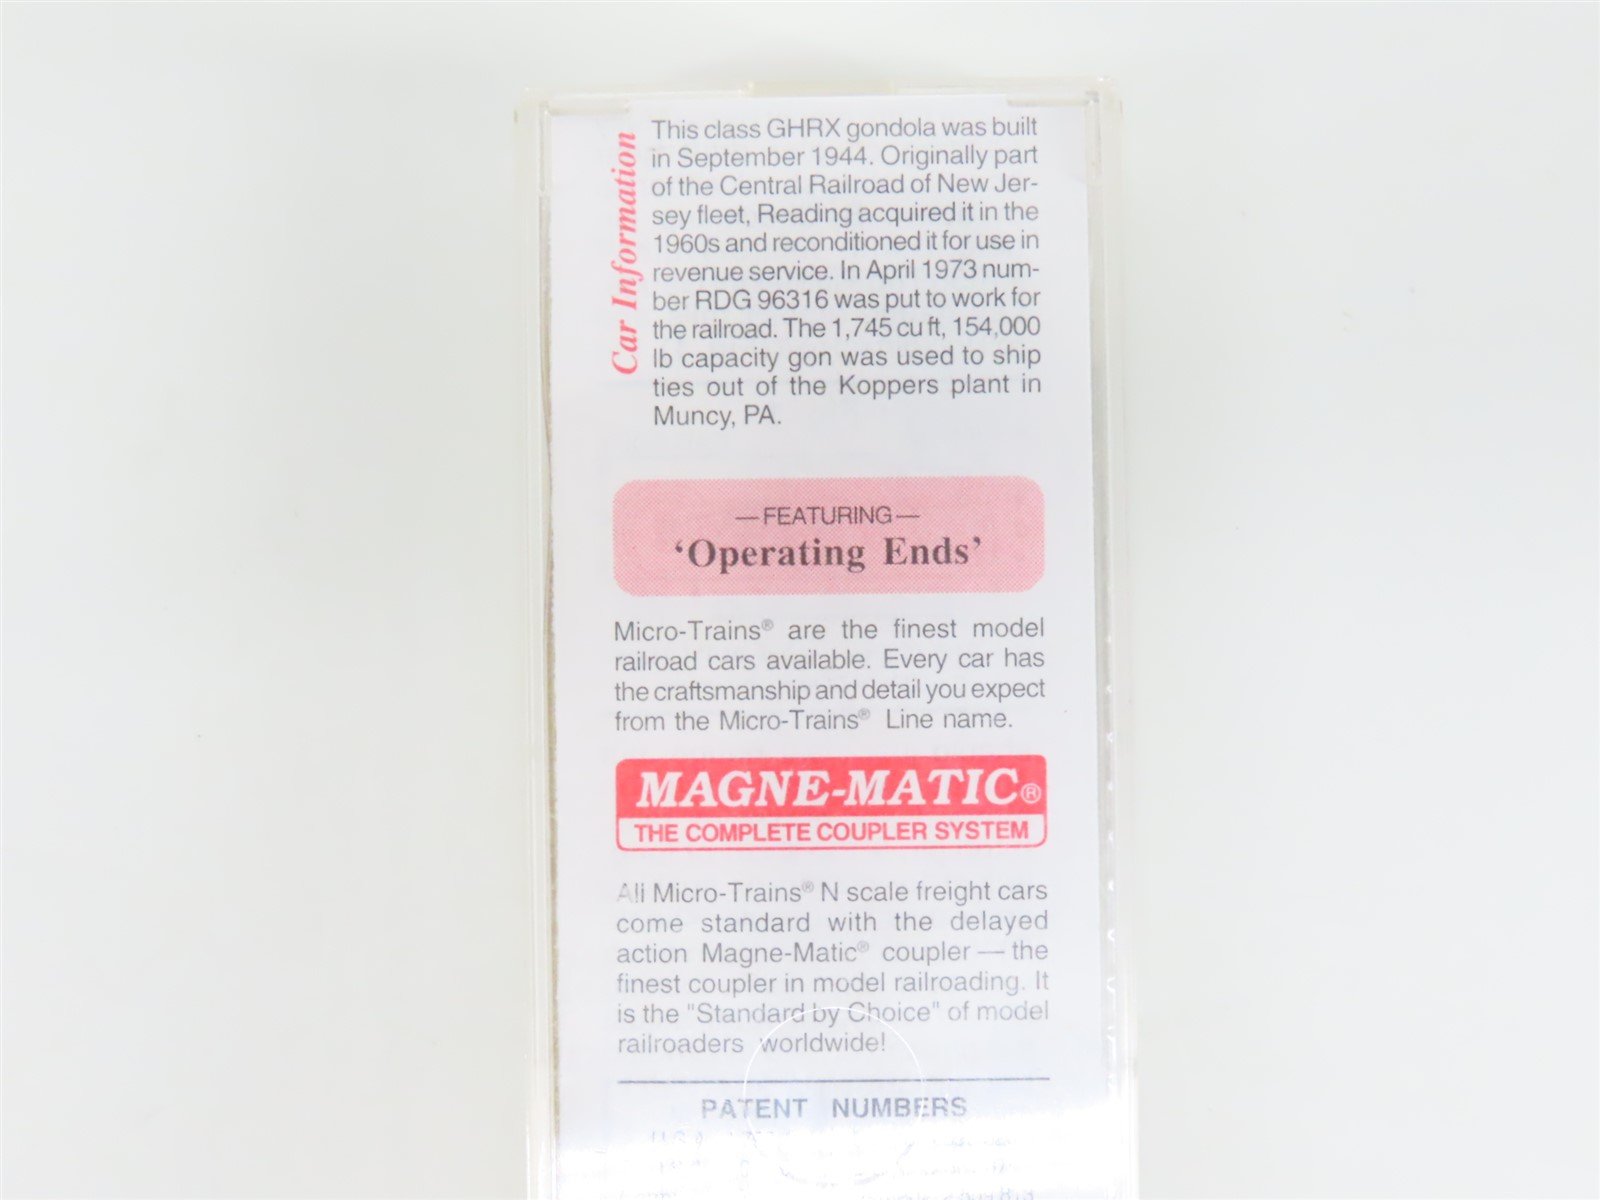 Car Information
This class GHRX gondola was built
in September 1944. Originally part
of the Central Railroad of New Jer-
sey fleet, Reading acquired it in the
1960s and reconditioned it for use in
revenue service. In April 1973 num-
ber RDG 96316 was put to work for
the railroad. The 1,745 cu ft, 154,000
lb capacity gon was used to ship
ties out of the Koppers plant in
Muncy, PA.
—FEATURING—
‘Operating Ends’
Micro-Trains® are the finest model
railroad cars available. Every car has
the craftsmanship and detail you expect
from the Micro-Trains® Line name.
MAGNE-MATIC®
THE COMPLETE COUPLER SYSTEM
All Micro-Trains® N scale freight cars
come standard with the delayed
action Magne-Matic® coupler — the
finest coupler in model railroading. It
is the "Standard by Choice" of model
railroaders worldwide!
PATENT NUMBERS